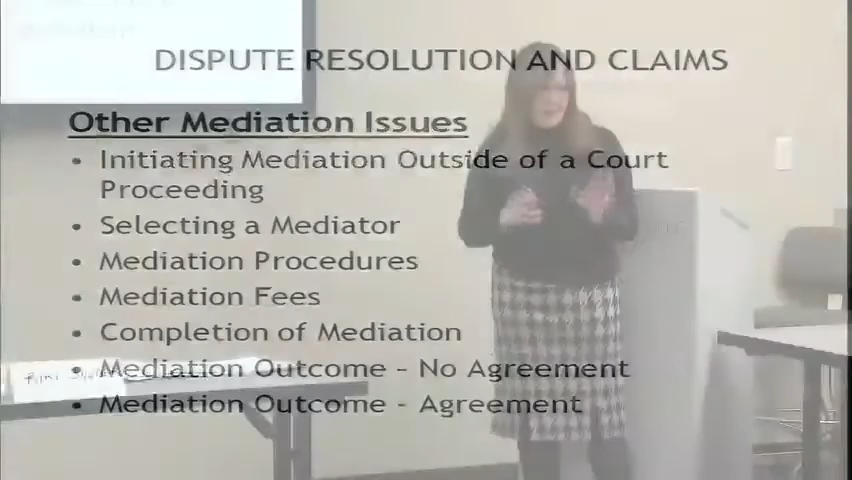 DISPUTE RESOLUTION AND CLAIMS
Other Mediation Issues
• Initiating Mediation Outside of a Court
Proceeding
• Selecting a Mediator
• Mediation Procedures
• Mediation Fees
• Completion of Mediation
• Mediation Outcome – No Agreement
• Mediation Outcome - Agreement